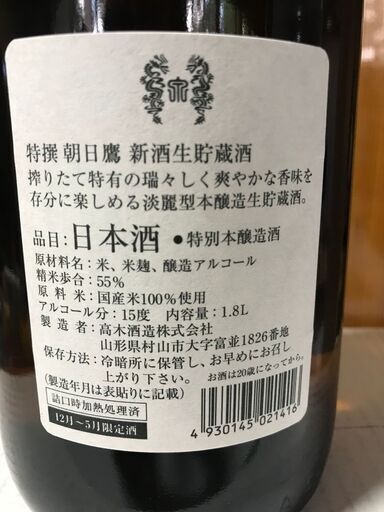 特撰 朝日鷹 新酒生貯蔵酒
搾りたて特有の瑞々しく爽やかな香味を
存分に楽しめる淡麗型本醸造生貯蔵酒。
品目:日本酒 ●特別本醸造酒
原材料名:米、米麹、醸造アルコール
精米歩合:55%
原料米:国産米100%使用
アルコール分:15度 内容量:1.8L
製造者:高木酒造株式会社
山形県村山市大字富並1826番地
保存方法:冷暗所に保管し、お早めにお召し
上がり下さい。 お酒は20歳になってから。
(製造年月は表貼りに記載)
詰口時加熱処理済
12月~5月限定酒
4 930145 021416